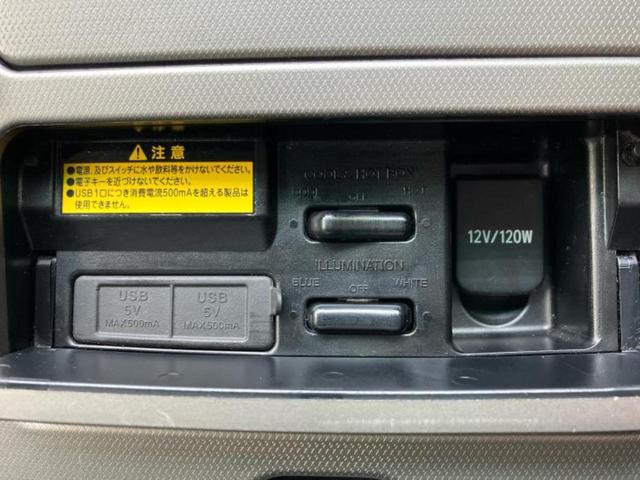 ⚠注意
●電源、及びスイッチに水や飲料等をかけないでください。
●電子キーを近づけないでください。
●USB1口につき消費電流500mAを超える製品は
使用できません。
COOL & HOT BOX
COOL OFF HOT
ILLUMINATION
BLUE OFF WHITE
12V/120W
USB
5V
MAX500mA
USB
5V
MAX500mA